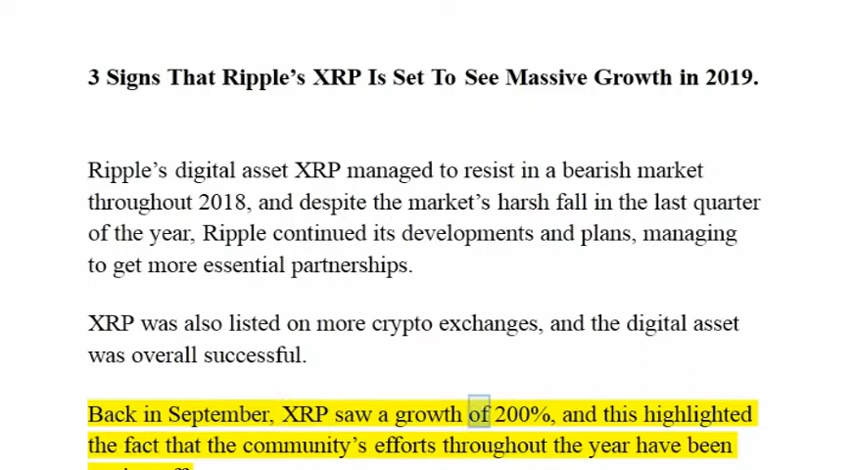 3 Signs That Ripple’s XRP Is Set To See Massive Growth in 2019.
Ripple’s digital asset XRP managed to resist in a bearish market
throughout 2018, and despite the market’s harsh fall in the last quarter
of the year, Ripple continued its developments and plans, managing
to get more essential partnerships.
XRP was also listed on more crypto exchanges, and the digital asset
was overall successful.
Back in September, XRP saw a growth of 200%, and this highlighted
the fact that the community’s efforts throughout the year have been